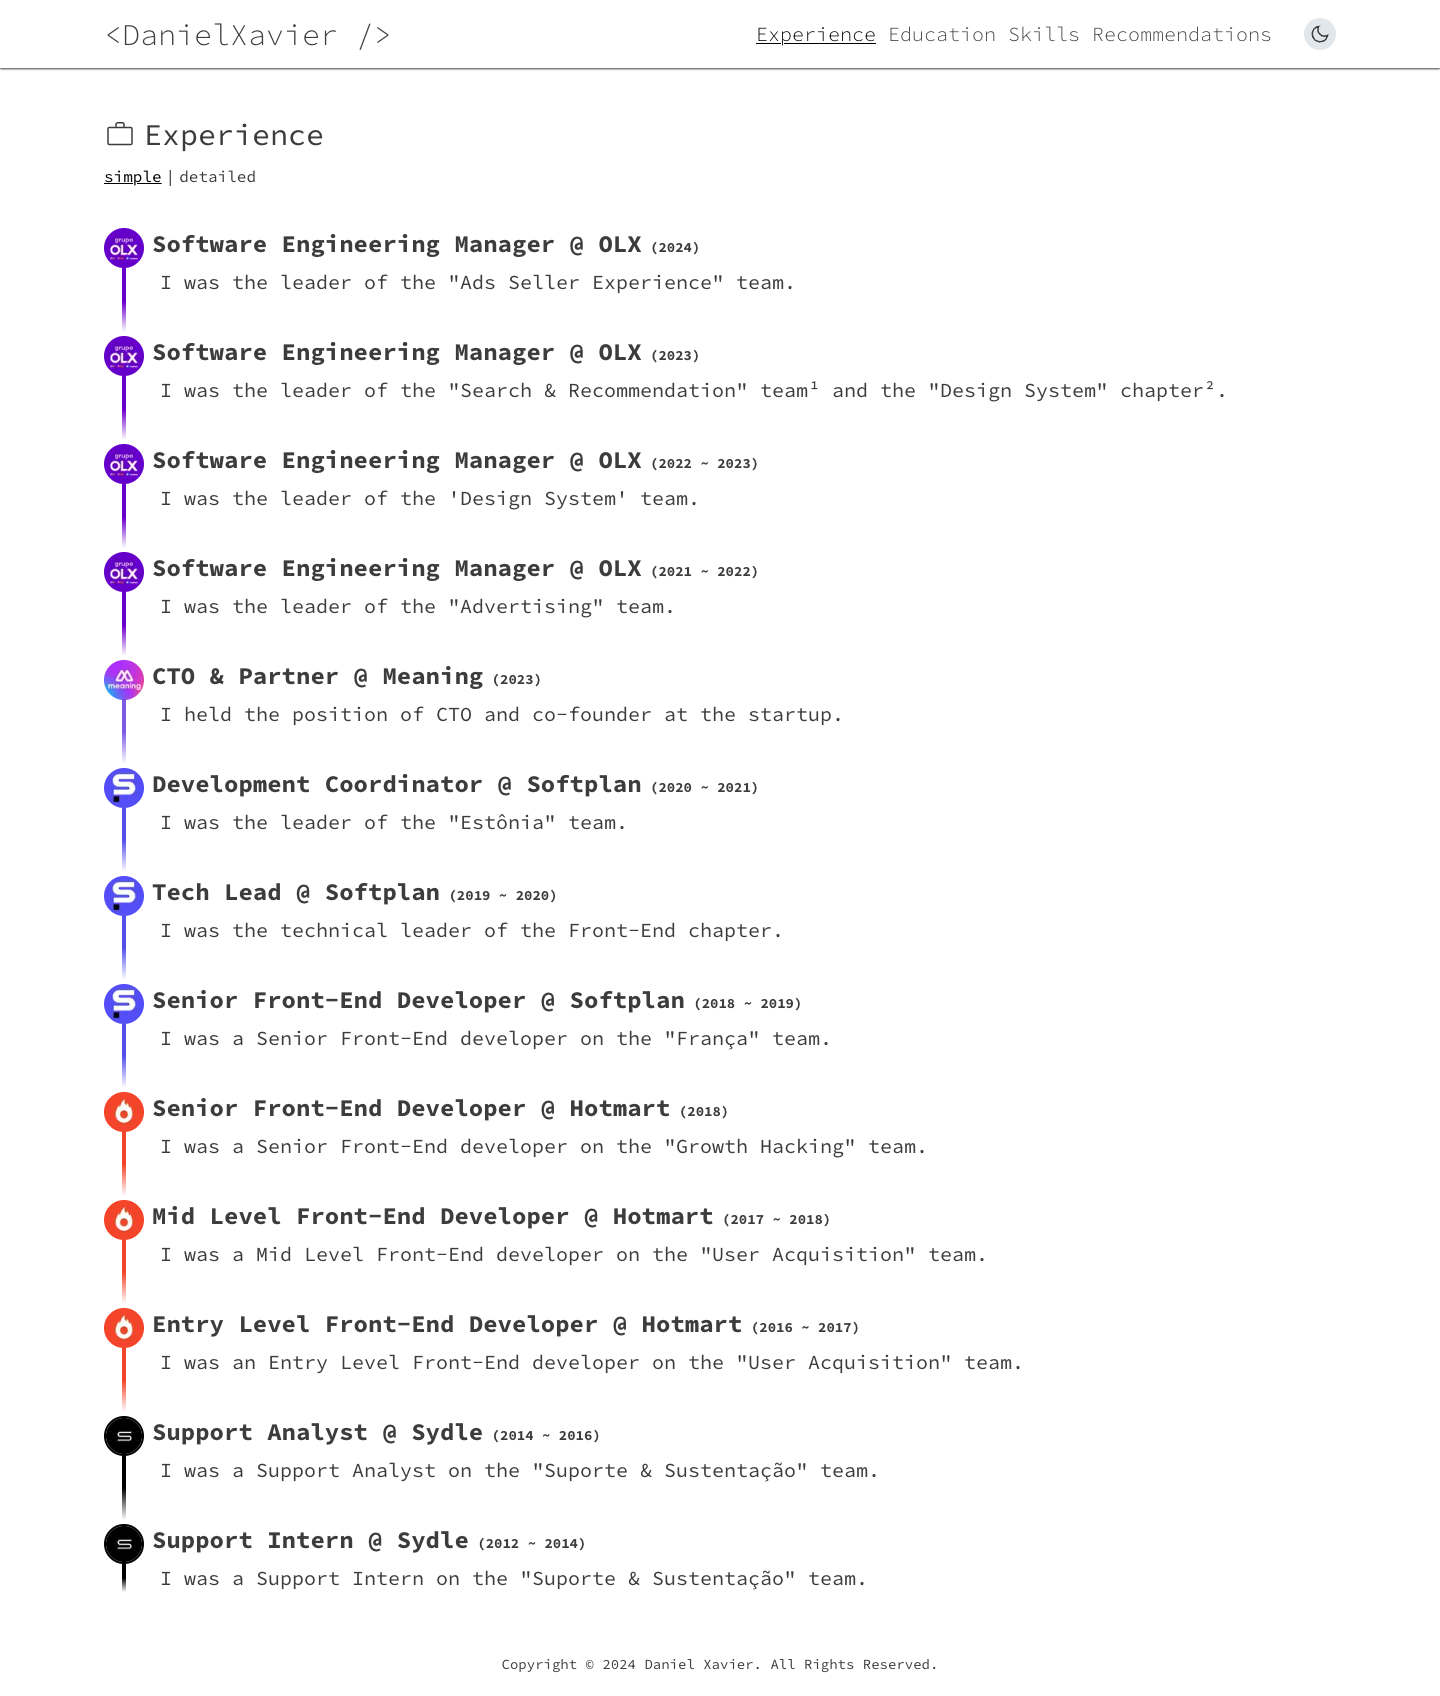 <DanielXavier />
Experience Education Skills Recommendations
Experience
simple | detailed
grupo
OLX
Software Engineering Manager @ OLX (2024)
I was the leader of the "Ads Seller Experience" team.
grupo
OLX
Software Engineering Manager @ OLX (2023)
I was the leader of the "Search & Recommendation" team¹ and the "Design System" chapter².
grupo
OLX
Software Engineering Manager @ OLX (2022 ~ 2023)
I was the leader of the 'Design System' team.
grupo
OLX
Software Engineering Manager @ OLX (2021 ~ 2022)
I was the leader of the "Advertising" team.
meaning
CTO & Partner @ Meaning (2023)
I held the position of CTO and co-founder at the startup.
Development Coordinator @ Softplan (2020 ~ 2021)
I was the leader of the "Estônia" team.
Tech Lead @ Softplan (2019 ~ 2020)
I was the technical leader of the Front-End chapter.
Senior Front-End Developer @ Softplan (2018 ~ 2019)
I was a Senior Front-End developer on the "França" team.
Senior Front-End Developer @ Hotmart (2018)
I was a Senior Front-End developer on the "Growth Hacking" team.
Mid Level Front-End Developer @ Hotmart (2017 ~ 2018)
I was a Mid Level Front-End developer on the "User Acquisition" team.
Entry Level Front-End Developer @ Hotmart (2016 ~ 2017)
I was an Entry Level Front-End developer on the "User Acquisition" team.
Support Analyst @ Sydle (2014 ~ 2016)
I was a Support Analyst on the "Suporte & Sustentação" team.
Support Intern @ Sydle (2012 ~ 2014)
I was a Support Intern on the "Suporte & Sustentação" team.
Copyright © 2024 Daniel Xavier. All Rights Reserved.